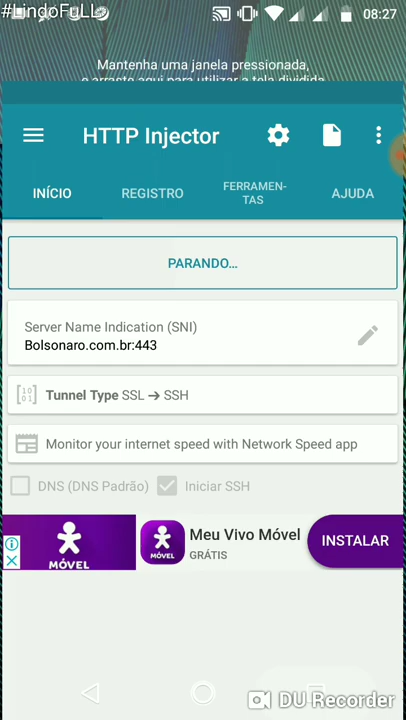 #LindoFuLL
08:27
Mantenha uma janela pressionada,
e arraste aqui para utilizar a tela dividida
HTTP Injector
INÍCIO
REGISTRO
FERRAMEN-
TAS
AJUDA
PARANDO...
Server Name Indication (SNI)
Bolsonaro.com.br:443
Tunnel Type SSL ➔ SSH
Monitor your internet speed with Network Speed app
DNS (DNS Padrão)
Iniciar SSH
MÓVEL
MÓVEL
Meu Vivo Móvel
GRÁTIS
INSTALAR
DU Recorder